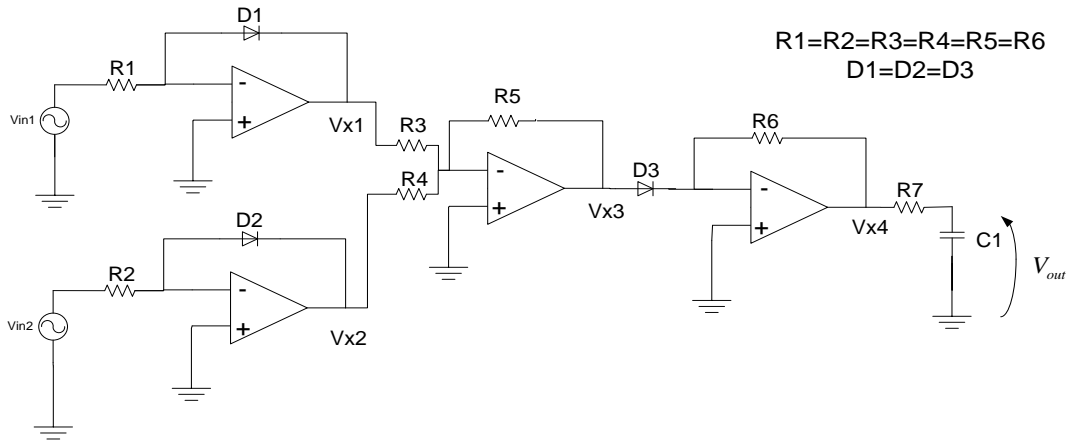 D1
R1=R2=R3=R4=R5=R6
D1=D2=D3
R1
-
+
Vin1
Vx1
R3
R4
R5
-
+
Vx3
D3
R6
-
+
Vx4
R7
C1
Vout
D2
R2
-
+
Vin2
Vx2